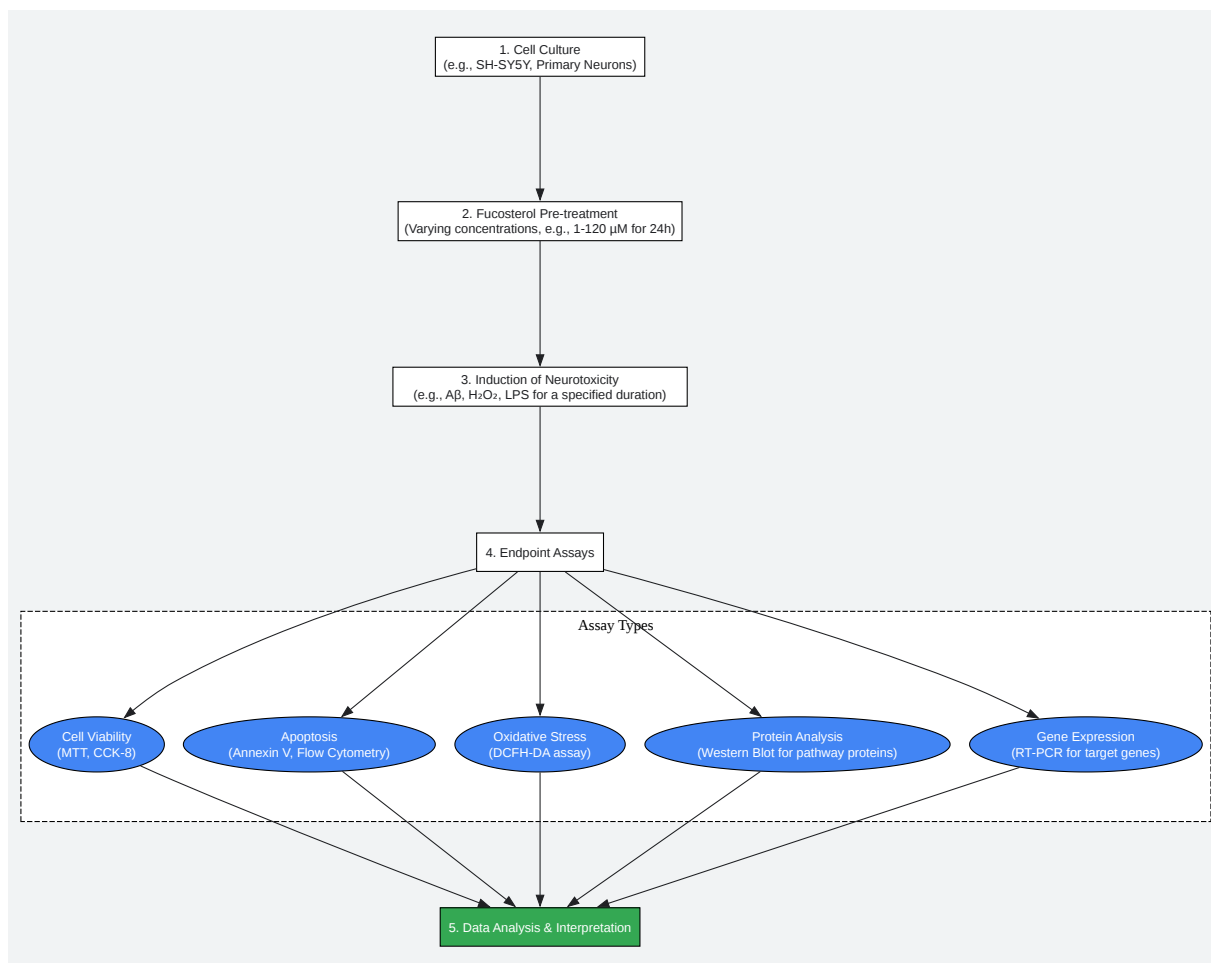 1. Cell Culture
(e.g., SH-SY5Y, Primary Neurons)
2. Fucosterol Pre-treatment
(Varying concentrations, e.g., 1-120 µM for 24h)
3. Induction of Neurotoxicity
(e.g., Aβ, H₂O₂, LPS for a specified duration)
4. Endpoint Assays
Assay Types
Cell Viability
(MTT, CCK-8)
Apoptosis
(Annexin V, Flow Cytometry)
Oxidative Stress
(DCFH-DA assay)
Protein Analysis
(Western Blot for pathway proteins)
Gene Expression
(RT-PCR for target genes)
5. Data Analysis & Interpretation